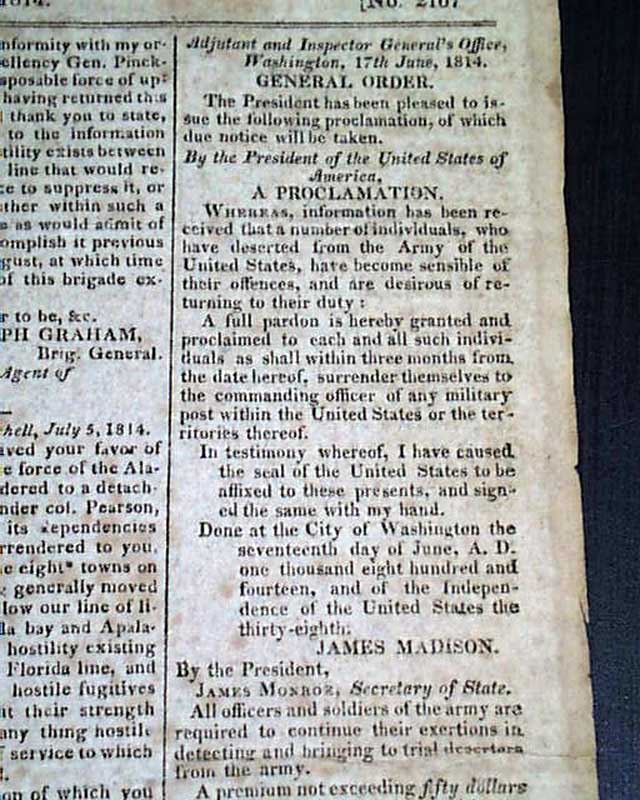 1814.
[No. 2167
nformity with my or-
ellency Gen. Pinck-
sposable force of up-
having returned this
I thank you to state,
to the information
tility exists between
line that would re-
ce to suppress it, or
ther within such a
s as would admit of
omplish it previous
gust, at which time
of this brigade ex-
r to be, &c.
PH GRAHAM,
Brig. General.
Agent of
hell, July 5, 1814.
aved your favor of
e force of the Ala-
dered to a detach-
nder col. Pearson,
its dependencies
rrendered to you,
e eight* towns on
generally moved
low our line of li-
la bay and Apala-
hostility existing
Florida line, and
hostile fugitives
it their strength
any thing hostile
f service to which
on of which you
Adjutant and Inspector General's Office,
Washington, 17th June, 1814.
GENERAL ORDER.
The President has been pleased to is-
sue the following proclamation, of which
due notice will be taken.
By the President of the United States of
America,
A PROCLAMATION.
WHEREAS, information has been re-
ceived that a number of individuals, who
have deserted from the Army of the
United States, have become sensible of
their offences, and are desirous of re-
turning to their duty :
A full pardon is hereby granted and
proclaimed to each and all such indivi-
duals as shall within three months from
the date hereof, surrender themselves to
the commanding officer of any military
post within the United States or the ter-
ritories thereof.
In testimony whereof, I have caused
the seal of the United States to be
affixed to these presents, and sign-
ed the same with my hand.
Done at the City of Washington the
seventeenth day of June, A. D.
one thousand eight hundred and
fourteen, and of the Indepen-
dence of the United States the
thirty-eighth.
JAMES MADISON.
By the President,
JAMES MONROE, Secretary of State.
All officers and soldiers of the army are
required to continue their exertions in
detecting and bringing to trial deserters
from the army.
A premium not exceeding fifty dollars